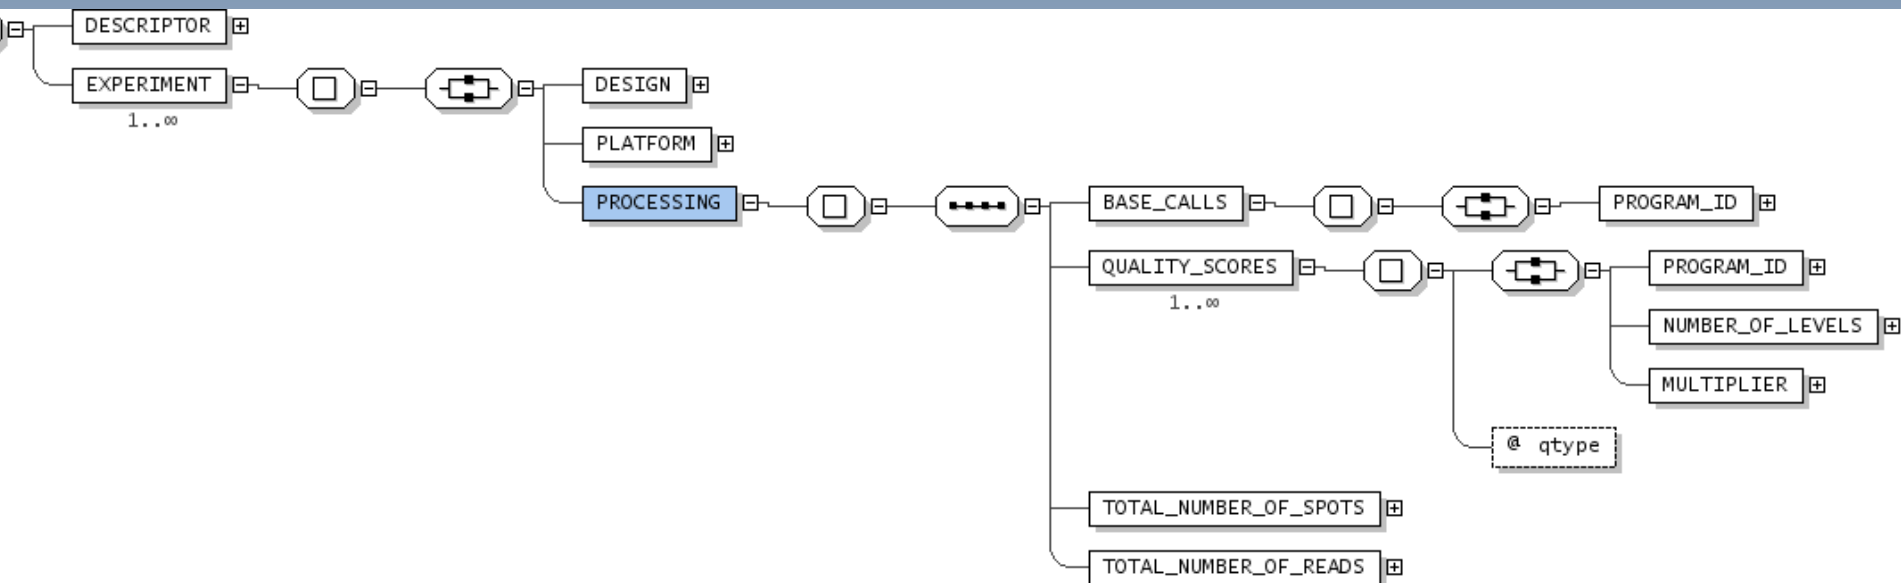 DESCRIPTOR
EXPERIMENT
1..∞
DESIGN
PLATFORM
PROCESSING
BASE_CALLS
PROGRAM_ID
QUALITY_SCORES
1..∞
PROGRAM_ID
NUMBER_OF_LEVELS
MULTIPLIER
@ qtype
TOTAL_NUMBER_OF_SPOTS
TOTAL_NUMBER_OF_READS